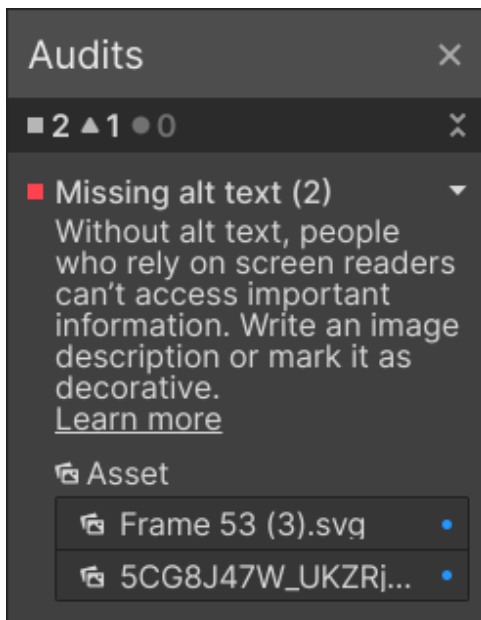 Audits
2 1 0
Missing alt text (2)
Without alt text, people
who rely on screen readers
can’t access important
information. Write an image
description or mark it as
decorative.
Learn more
Asset
Frame 53 (3).svg
5CG8J47W_UKZRj...